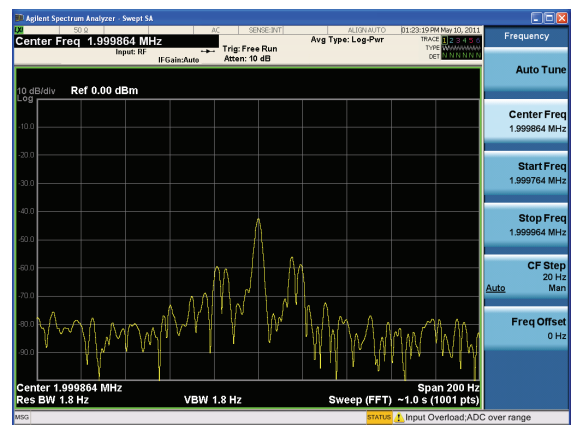 Agilent Spectrum Analyzer - Swept SA
50 Ω AC SENSE:INT ALIGNAUTO 01:23:19 PM May 10, 2011
Center Freq 1.999864 MHz
Input: RF
IFGain:Auto
Trig: Free Run
Atten: 10 dB
Avg Type: Log-Pwr
TRACE 1 2 3 4 5 6
TYPE
DET N N N N N N
10 dB/div
Log
Ref 0.00 dBm
-10.0
-20.0
-30.0
-40.0
-50.0
-60.0
-70.0
-80.0
-90.0
Center 1.999864 MHz
Span 200 Hz
Res BW 1.8 Hz
VBW 1.8 Hz
Sweep (FFT) ~1.0 s (1001 pts)
MSG
STATUS Input Overload;ADC over range
Frequency
Auto Tune
Center Freq
1.999864 MHz
Start Freq
1.999764 MHz
Stop Freq
1.999964 MHz
CF Step
20 Hz
Auto Man
Freq Offset
0 Hz